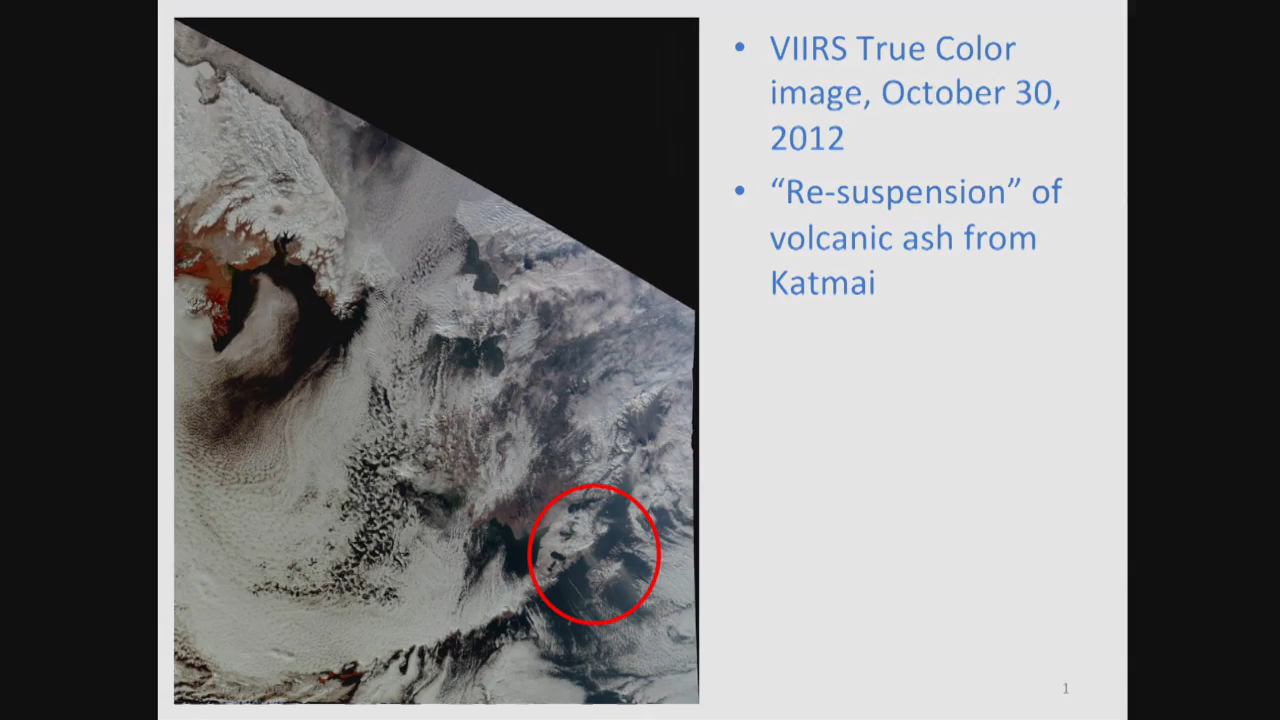 • VIIRS True Color
image, October 30,
2012
• “Re-suspension” of
volcanic ash from
Katmai
1